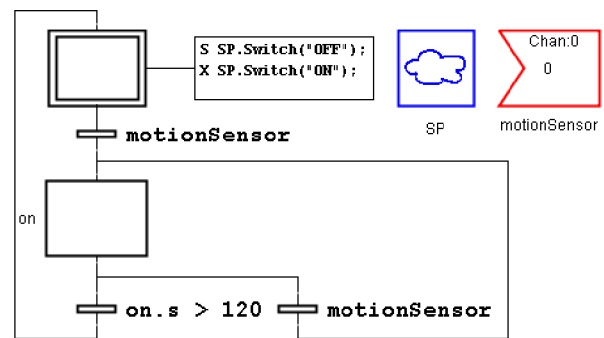 S SP.Switch("OFF");
X SP.Switch("ON");
Chan:0
0
SP
motionSensor
motionSensor
on
on.s > 120
motionSensor